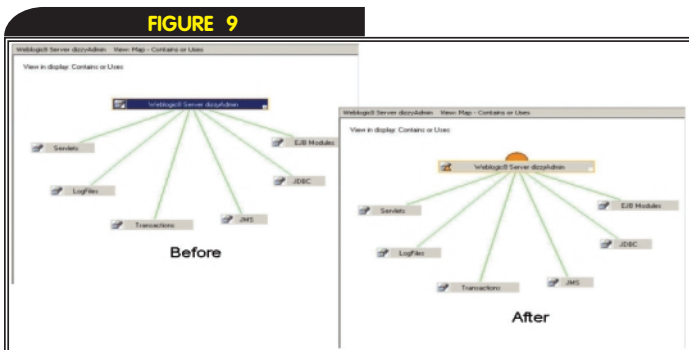 FIGURE 9
Weblogic8 Server dizzyAdmin View: Map - Contains or Uses
View in display: Contains or Uses
Weblogic8 Server dizzyAdmin
Servlets
EJB Modules
LogFiles
JDBC
Transactions
JMS
Before
Weblogic8 Server dizzyAdmin View: Map - Contains or Uses
View in display: Contains or Uses
Weblogic8 Server dizzyAdmin
Servlets
EJB Modules
LogFiles
JDBC
Transactions
JMS
After